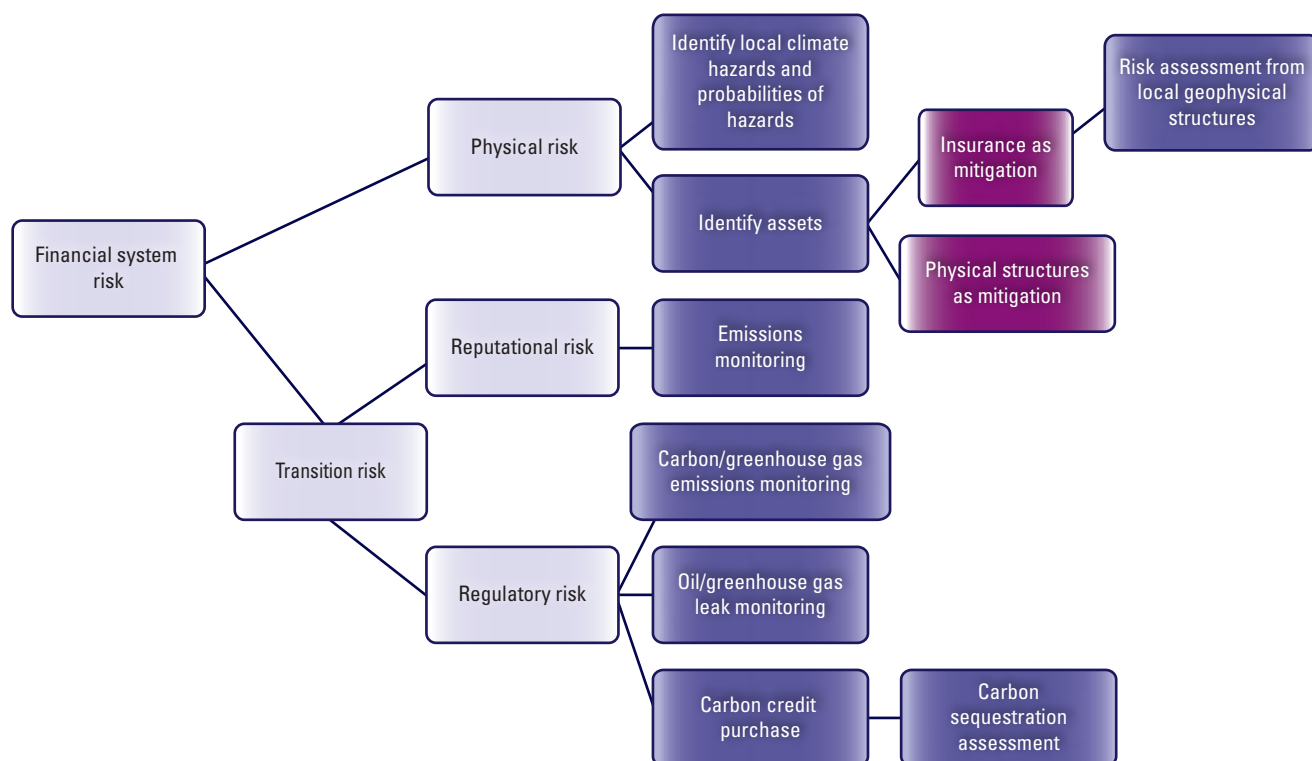 Identify local climate
hazards and
probabilities of
hazards
Risk assessment from
local geophysical
structures
Physical risk
Insurance as
mitigation
Identify assets
Financial system
risk
Physical structures
as mitigation
Reputational risk
Emissions
monitoring
Transition risk
Carbon/greenhouse gas
emissions monitoring
Regulatory risk
Oil/greenhouse gas
leak monitoring
Carbon credit
purchase
Carbon
sequestration
assessment